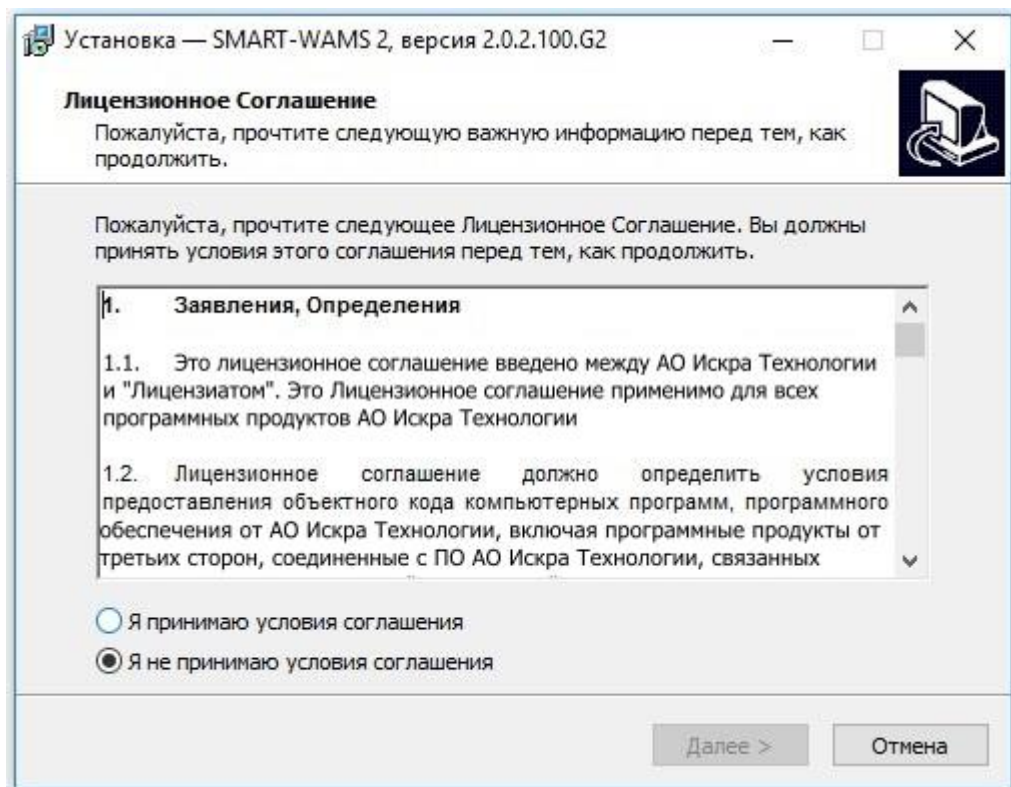 Установка — SMART-WAMS 2, версия 2.0.2.100.G2
Лицензионное Соглашение
Пожалуйста, прочтите следующую важную информацию перед тем, как
продолжить.
Пожалуйста, прочтите следующее Лицензионное Соглашение. Вы должны
принять условия этого соглашения перед тем, как продолжить.
1. Заявления, Определения
1.1. Это лицензионное соглашение введено между АО Искра Технологии
и "Лицензиатом". Это Лицензионное соглашение применимо для всех
программных продуктов АО Искра Технологии
1.2. Лицензионное соглашение должно определить условия
предоставления объектного кода компьютерных программ, программного
обеспечения от АО Искра Технологии, включая программные продукты от
третьих сторон, соединенные с ПО АО Искра Технологии, связанных
Я принимаю условия соглашения
Я не принимаю условия соглашения
Далее >
Отмена